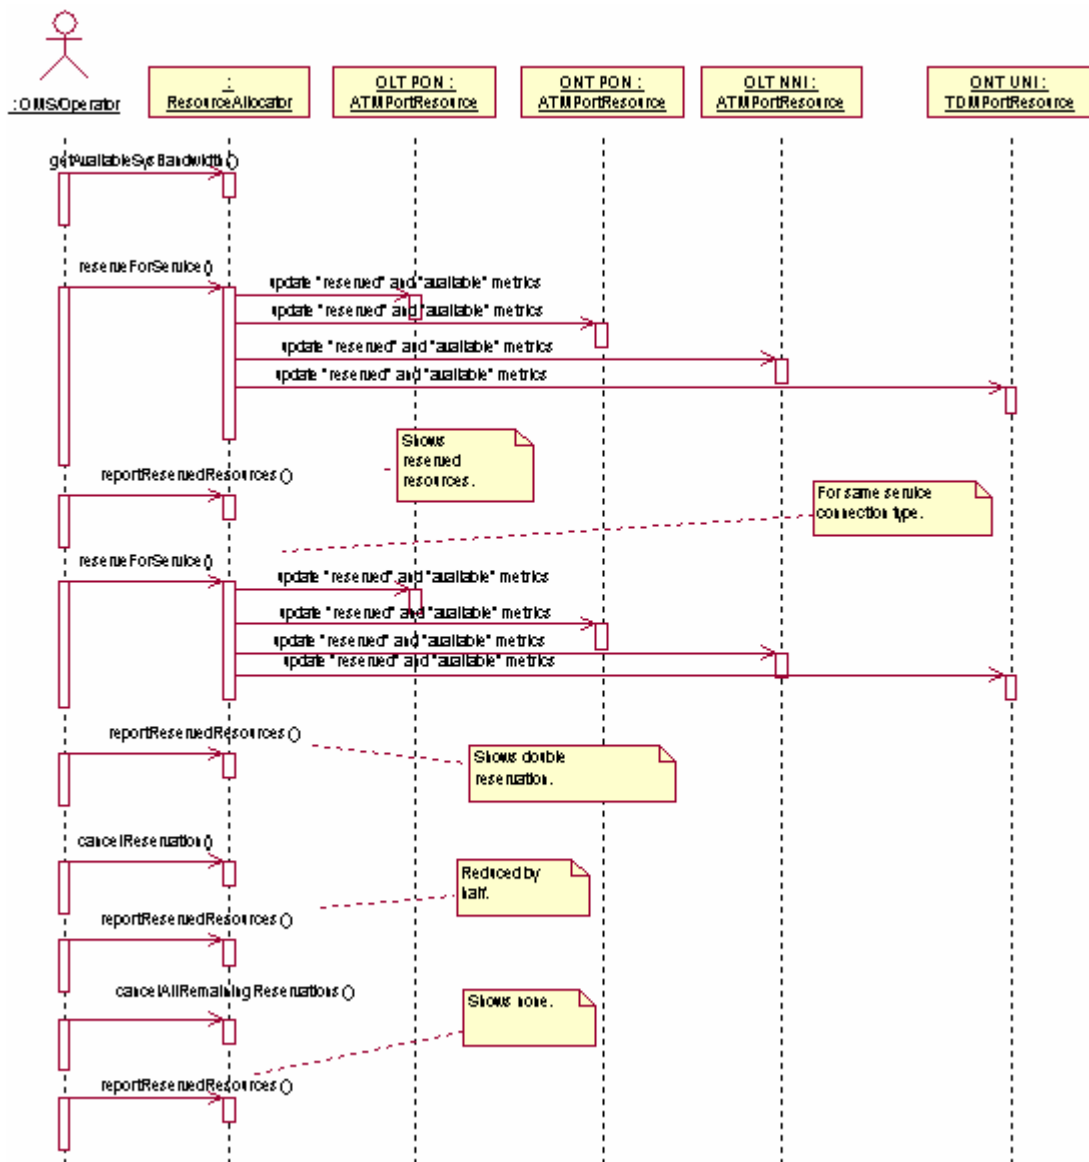 : OMS/Operator
:
ResourceAllocator
OLT PON :
ATMPortResource
ONT PON :
ATMPortResource
OLT NNI :
ATMPortResource
ONT UNI :
TDMPortResource
getAvailableSysBandwidth()
reserveForService()
update "reserved" and "available" metrics
update "reserved" and "available" metrics
update "reserved" and "available" metrics
update "reserved" and "available" metrics
Shows
reserved
resources.
reportReservedResources()
For same service
connection type.
reserveForService()
update "reserved" and "available" metrics
update "reserved" and "available" metrics
update "reserved" and "available" metrics
update "reserved" and "available" metrics
reportReservedResources()
Shows double
reservation.
cancelReservation()
Reduced by
half.
reportReservedResources()
cancelAllRemainingReservations()
Shows none.
reportReservedResources()